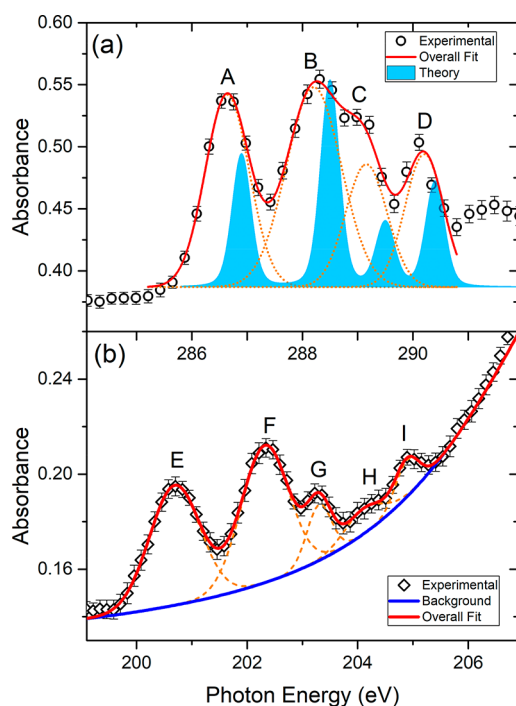 (a)
Experimental
Overall Fit
Theory
A
B
C
D
Absorbance
0.60
0.55
0.50
0.45
0.40
286
288
290
(b)
E
F
G
H
I
Absorbance
0.24
0.20
0.16
Experimental
Background
Overall Fit
200
202
204
206
Photon Energy (eV)